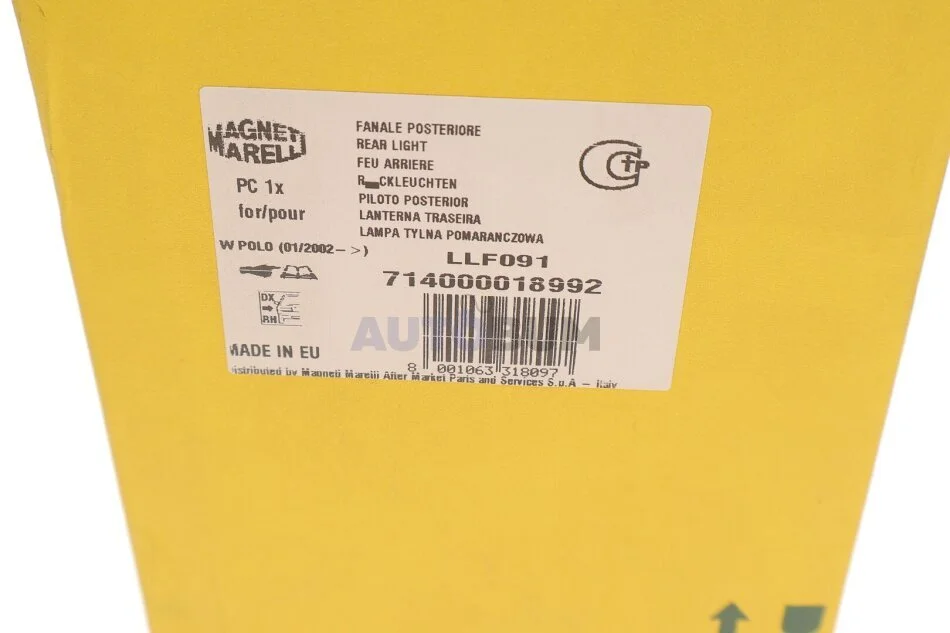 MAGNETI
MARELLI
FANALE POSTERIORE
REAR LIGHT
FEU ARRIERE
R▬CKLEUCHTEN
PILOTO POSTERIOR
LANTERNA TRASEIRA
LAMPA TYLNA POMARANCZOWA
PC 1x
for/pour
W POLO (01/2002->)
LLF091
714000018992
DX
RH
AUTOBUM
MADE IN EU
8 001063 318097
istributed by Magneti Marelli After Market Parts and Services S.p.A - Italy